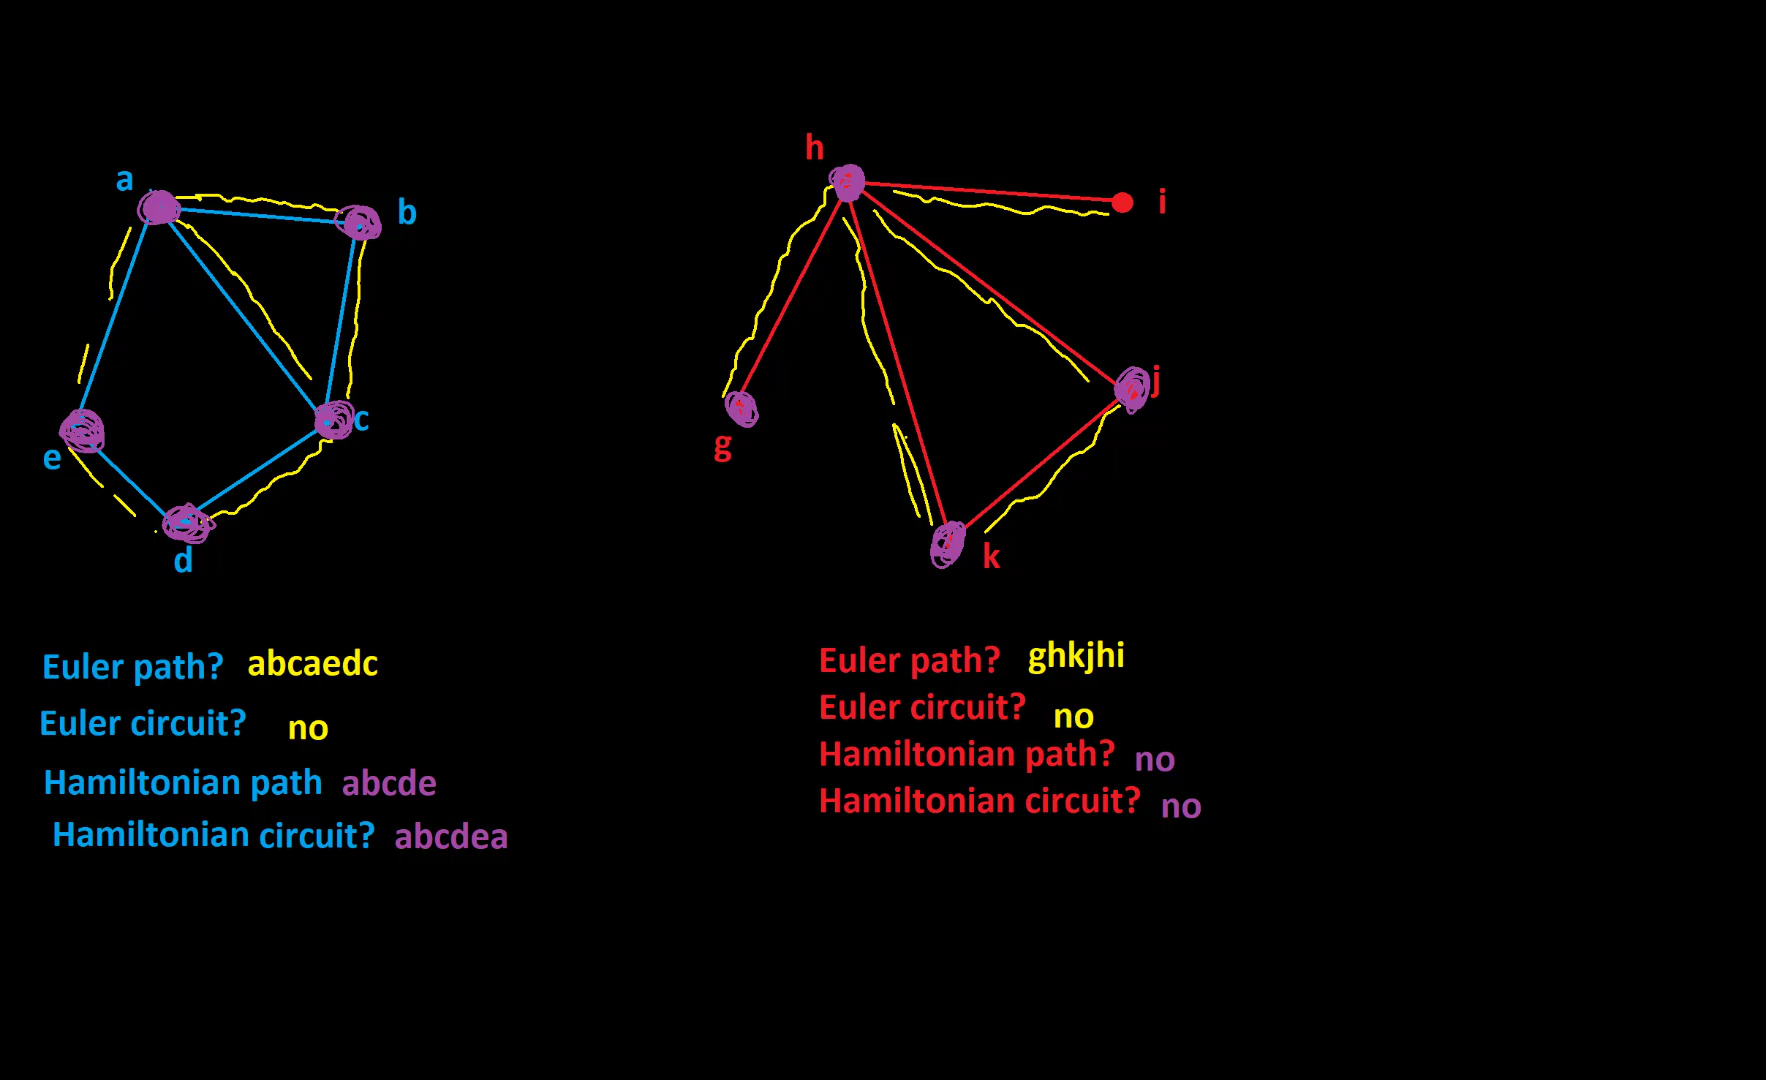 a
b
c
d
e
h
i
j
k
g
Euler path? abcaedc
Euler circuit? no
Hamiltonian path abcde
Hamiltonian circuit? abcdea
Euler path? ghkjhi
Euler circuit? no
Hamiltonian path? no
Hamiltonian circuit? no